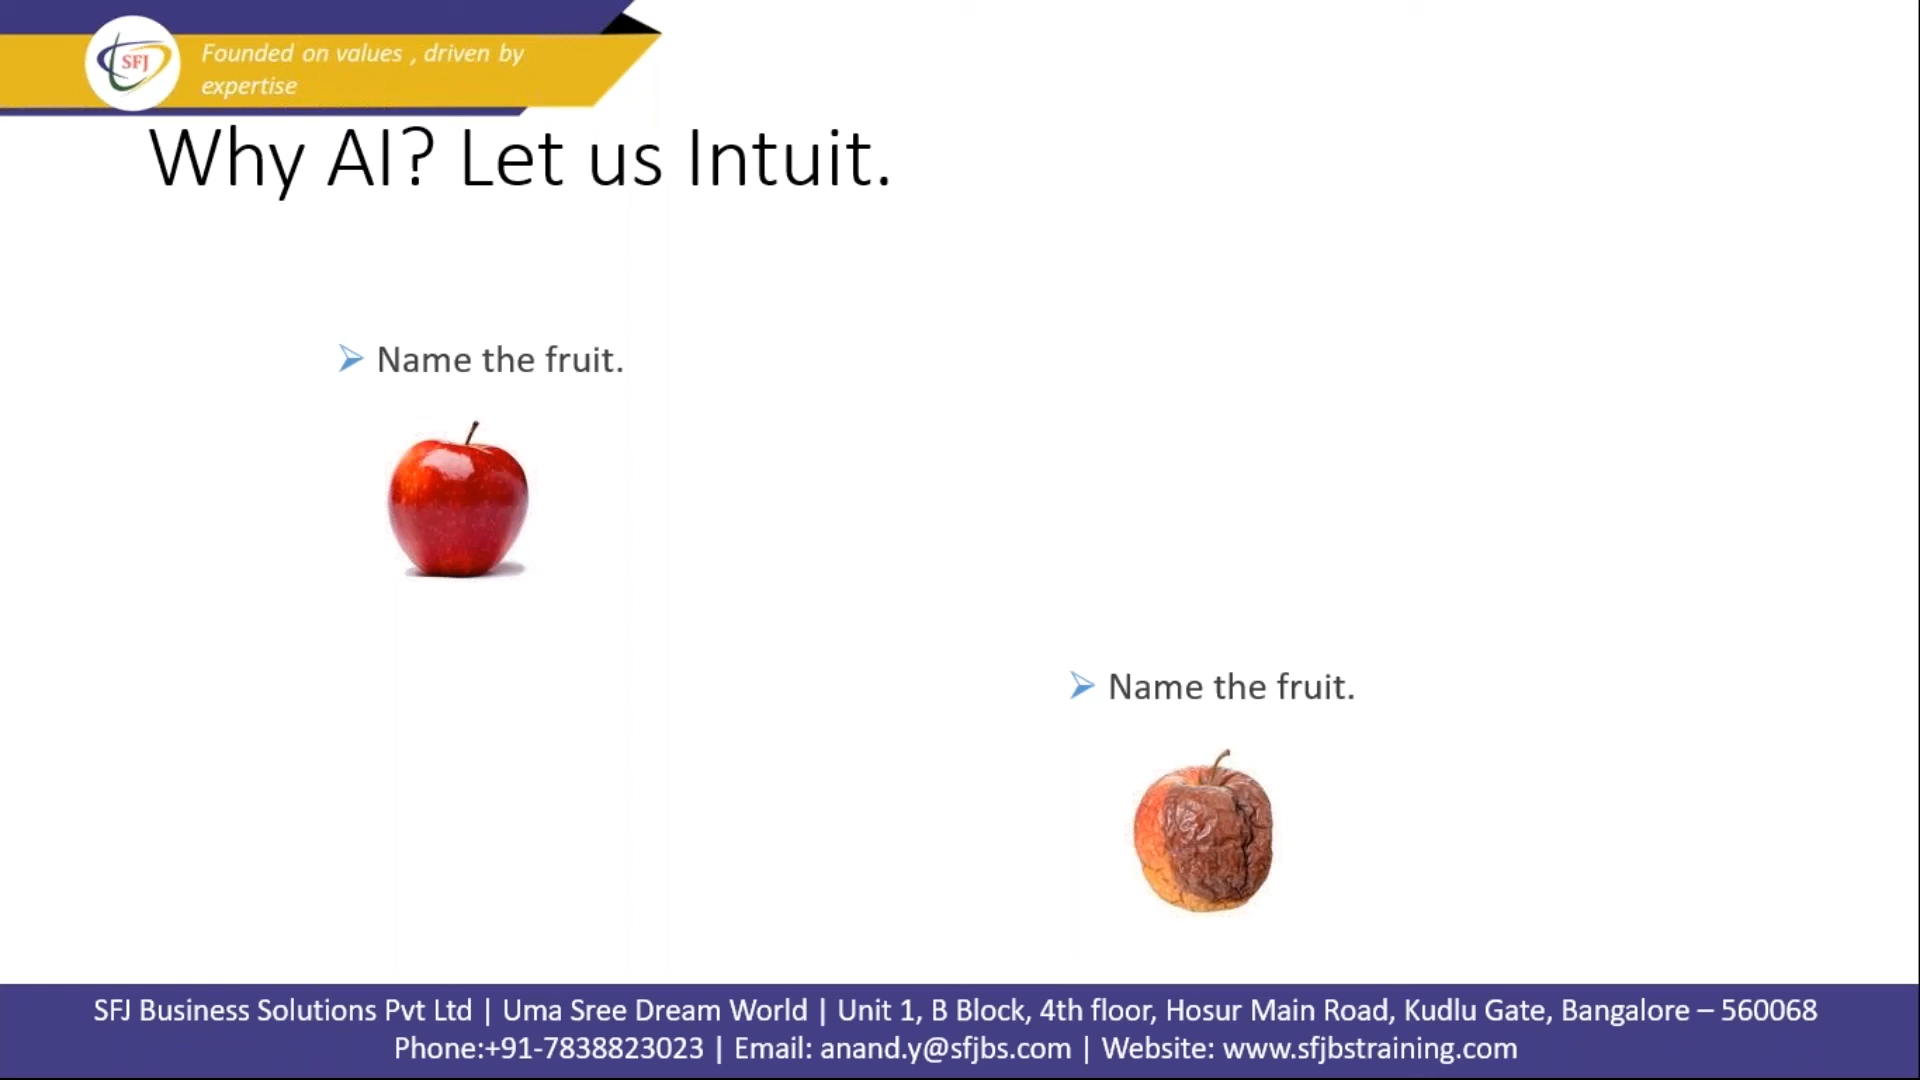 SFJ
Founded on values , driven by
expertise
Why AI? Let us Intuit.
Name the fruit.
Name the fruit.
SFJ Business Solutions Pvt Ltd | Uma Sree Dream World | Unit 1, B Block, 4th floor, Hosur Main Road, Kudlu Gate, Bangalore – 560068
Phone:+91-7838823023 | Email: anand.y@sfjbs.com | Website: www.sfjbstraining.com